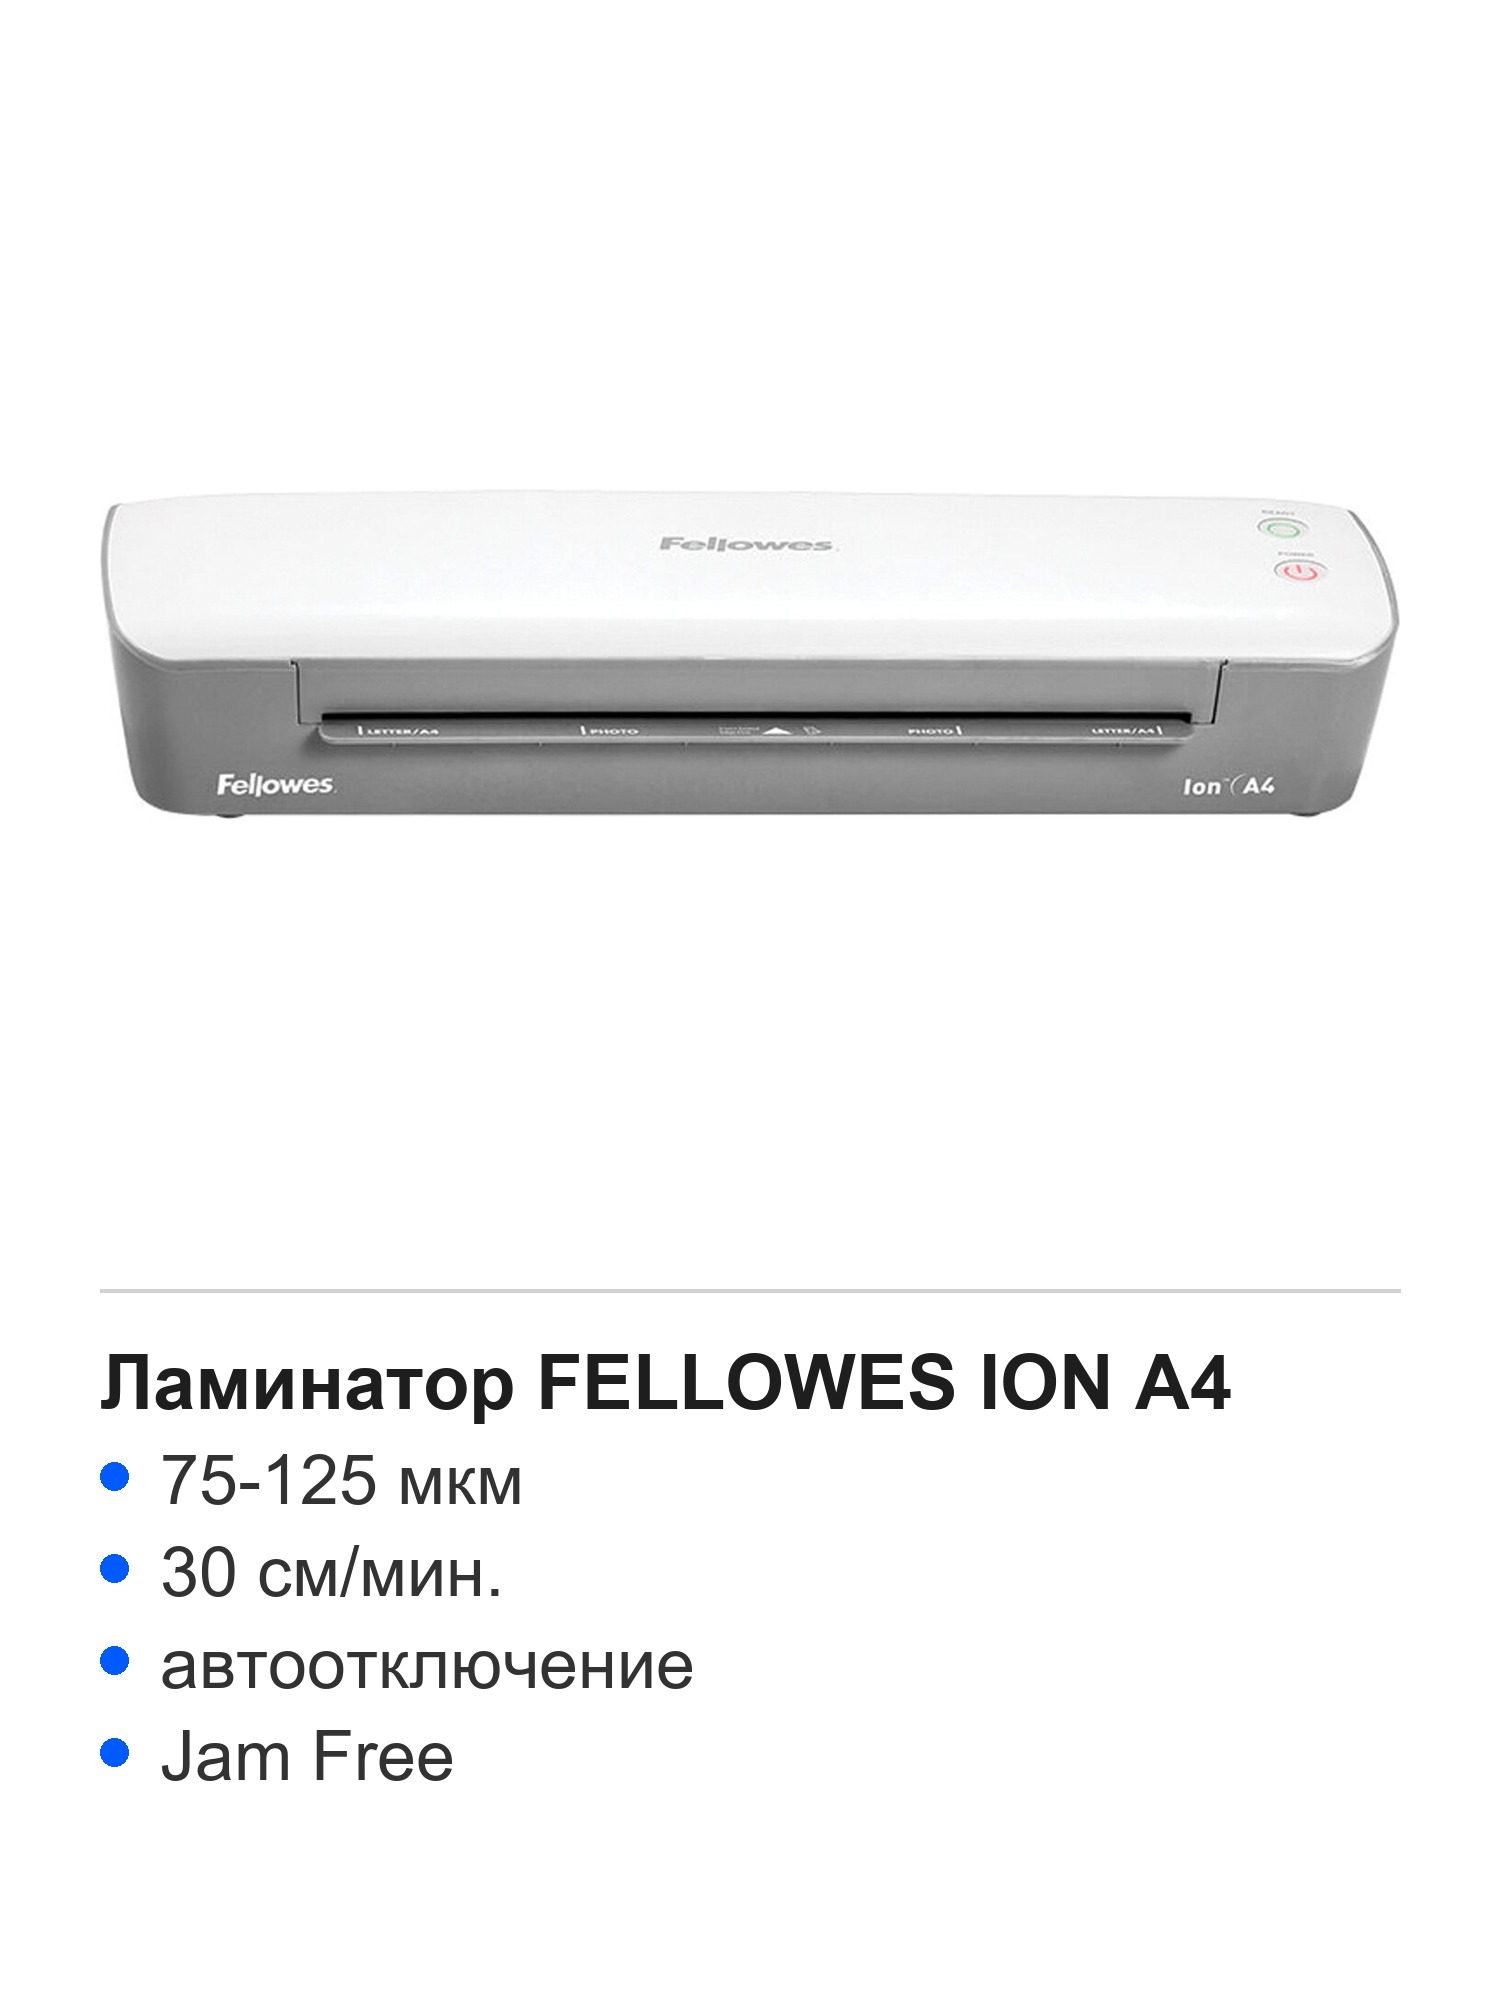 READY
Fellowes
POWER
LETTER/A4 PHOTO PHOTO LETTER/A4
Fellowes Ion™ A4
Ламинатор FELLOWES ION A4
75-125 мкм
30 см/мин.
автоотключение
Jam Free